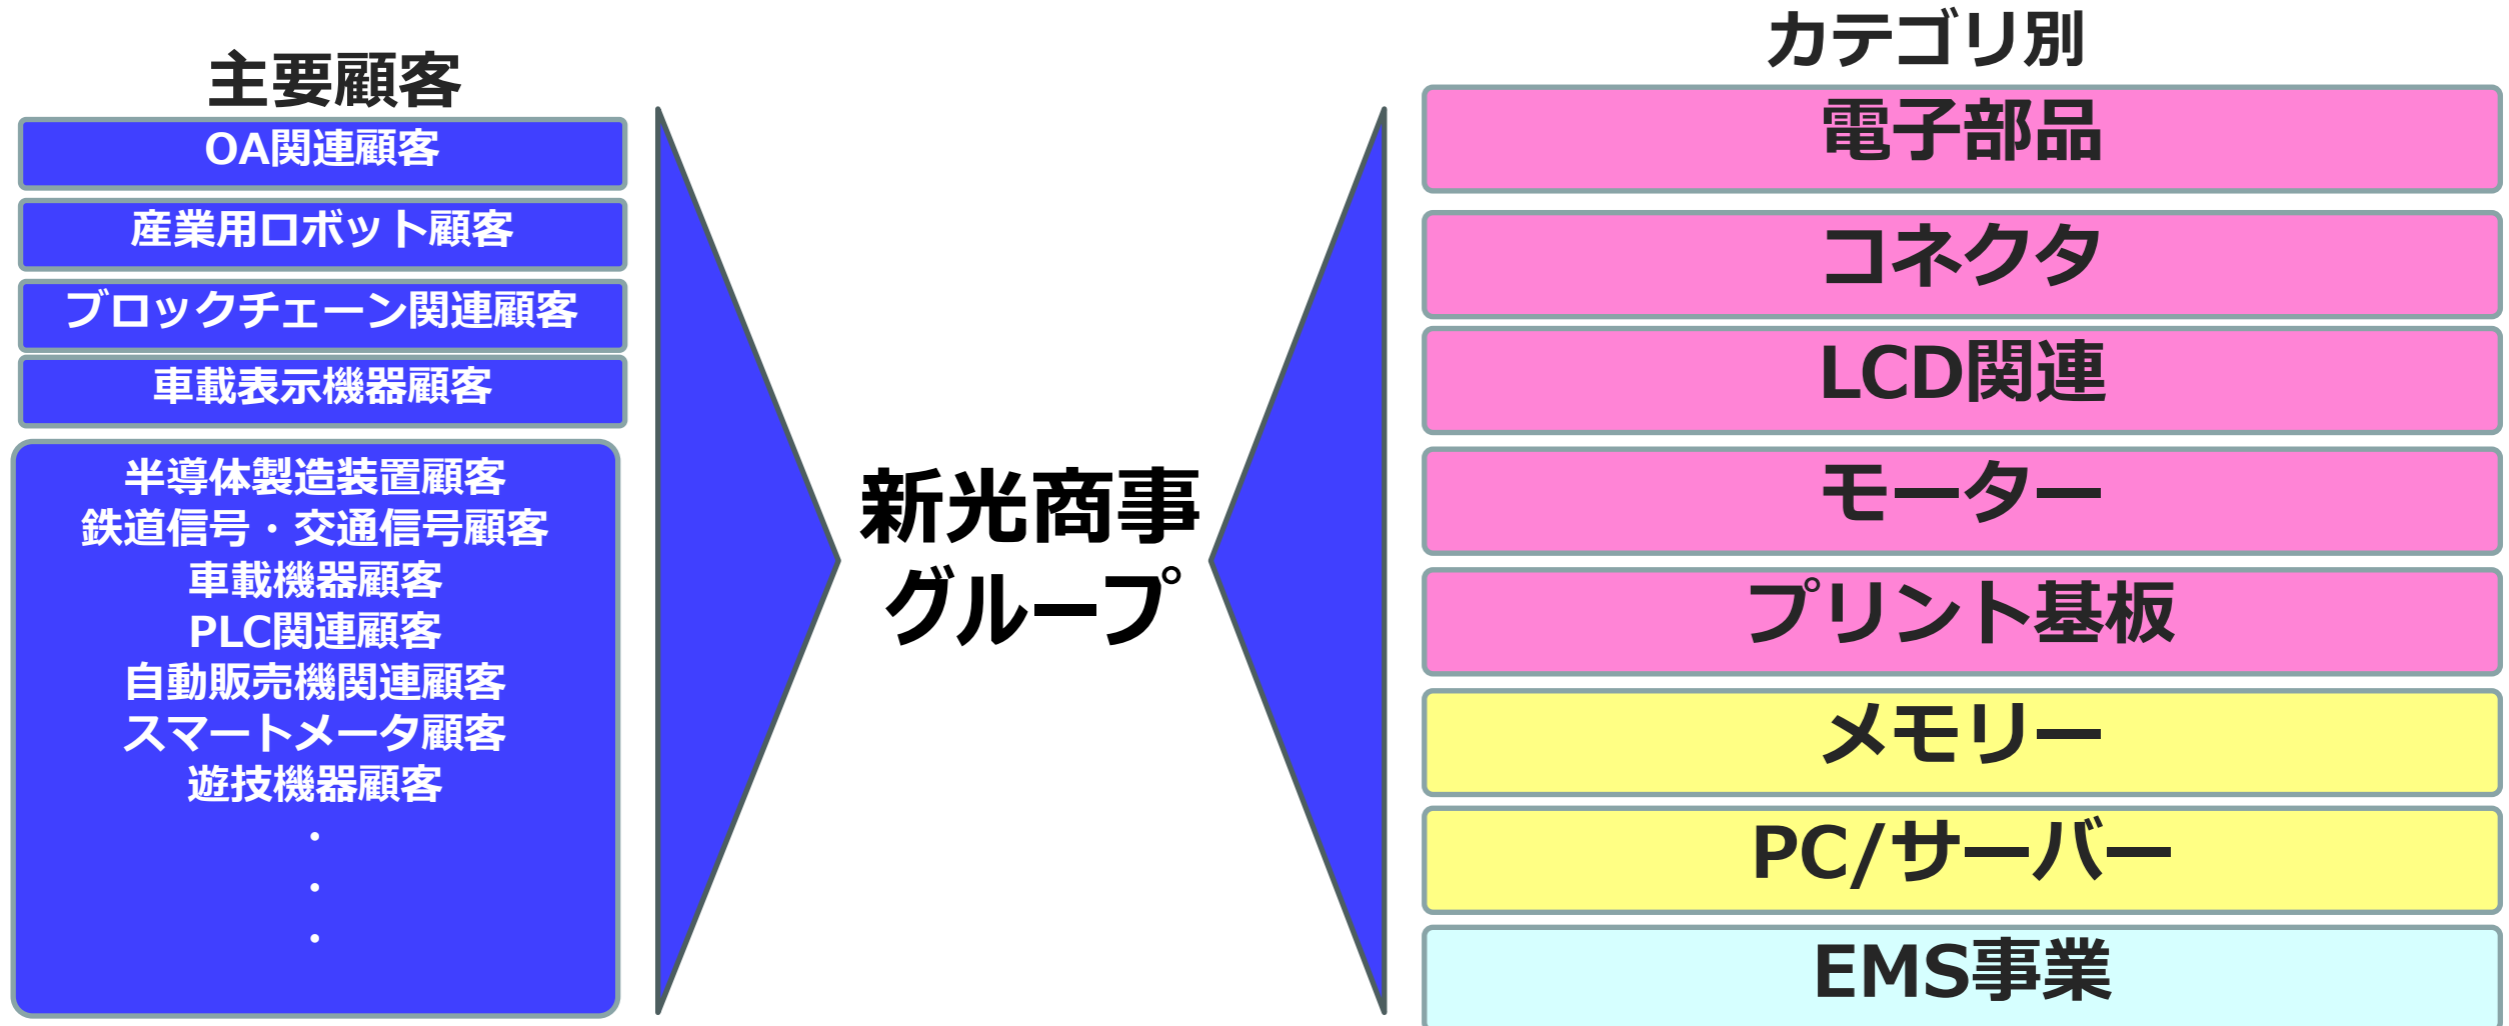 主要顧客
OA関連顧客
産業用ロボット顧客
ブロックチェーン関連顧客
車載表示機器顧客
半導体製造装置顧客
鉄道信号・交通信号顧客
車載機器顧客
PLC関連顧客
自動販売機関連顧客
スマートメータ顧客
遊技機器顧客
・
・
・
新光商事
グループ
カテゴリ別
電子部品
コネクタ
LCD関連
モーター
プリント基板
メモリー
PC/サーバー
EMS事業